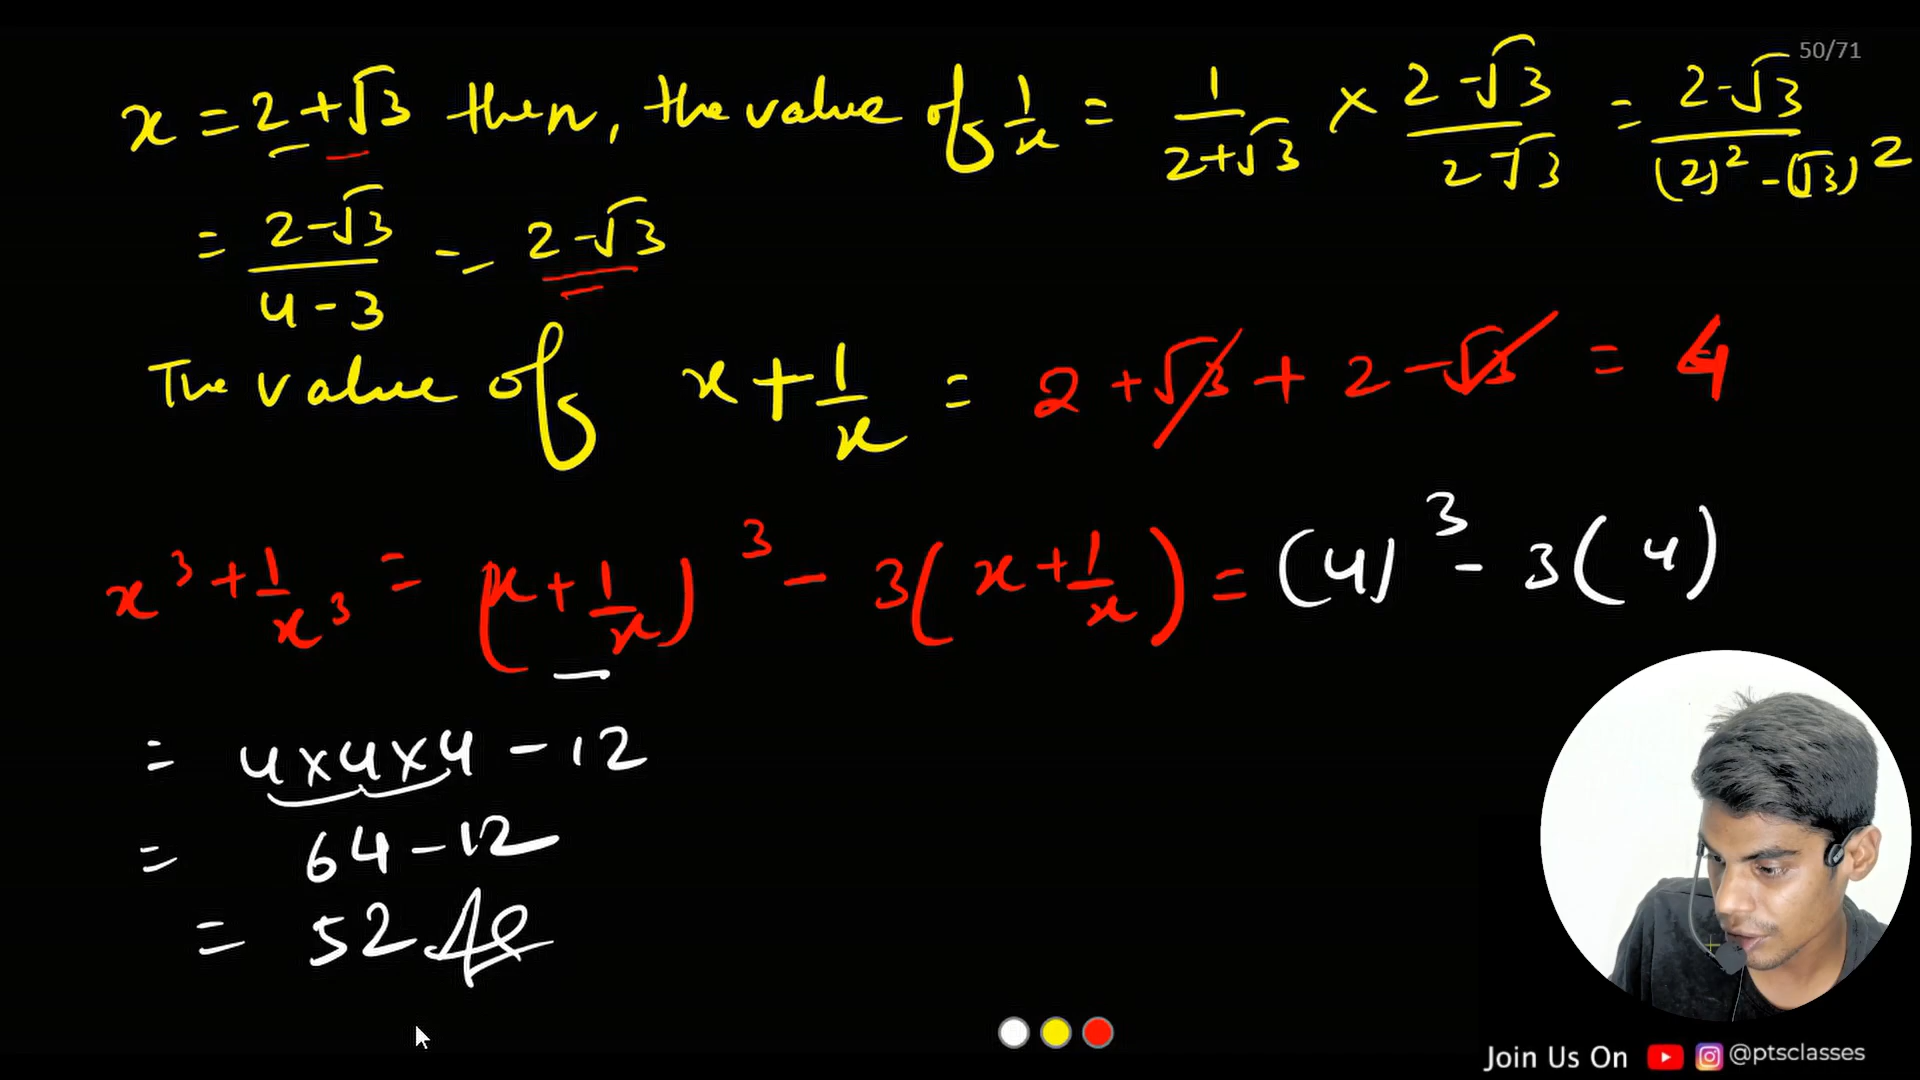 50/71
x = 2 + √3 then, the value of 1/x = 1/(2+√3) × (2-√3)/(2-√3) = (2-√3)/((2)² - (√3)²)
= (2-√3)/(4-3) = 2-√3
The value of x + 1/x = 2 + √3 + 2 - √3 = 4
x³ + 1/x³ = (x + 1/x)³ - 3(x + 1/x) = (4)³ - 3(4)
= 4×4×4 - 12
= 64 - 12
= 52
Join Us On @ptsclasses